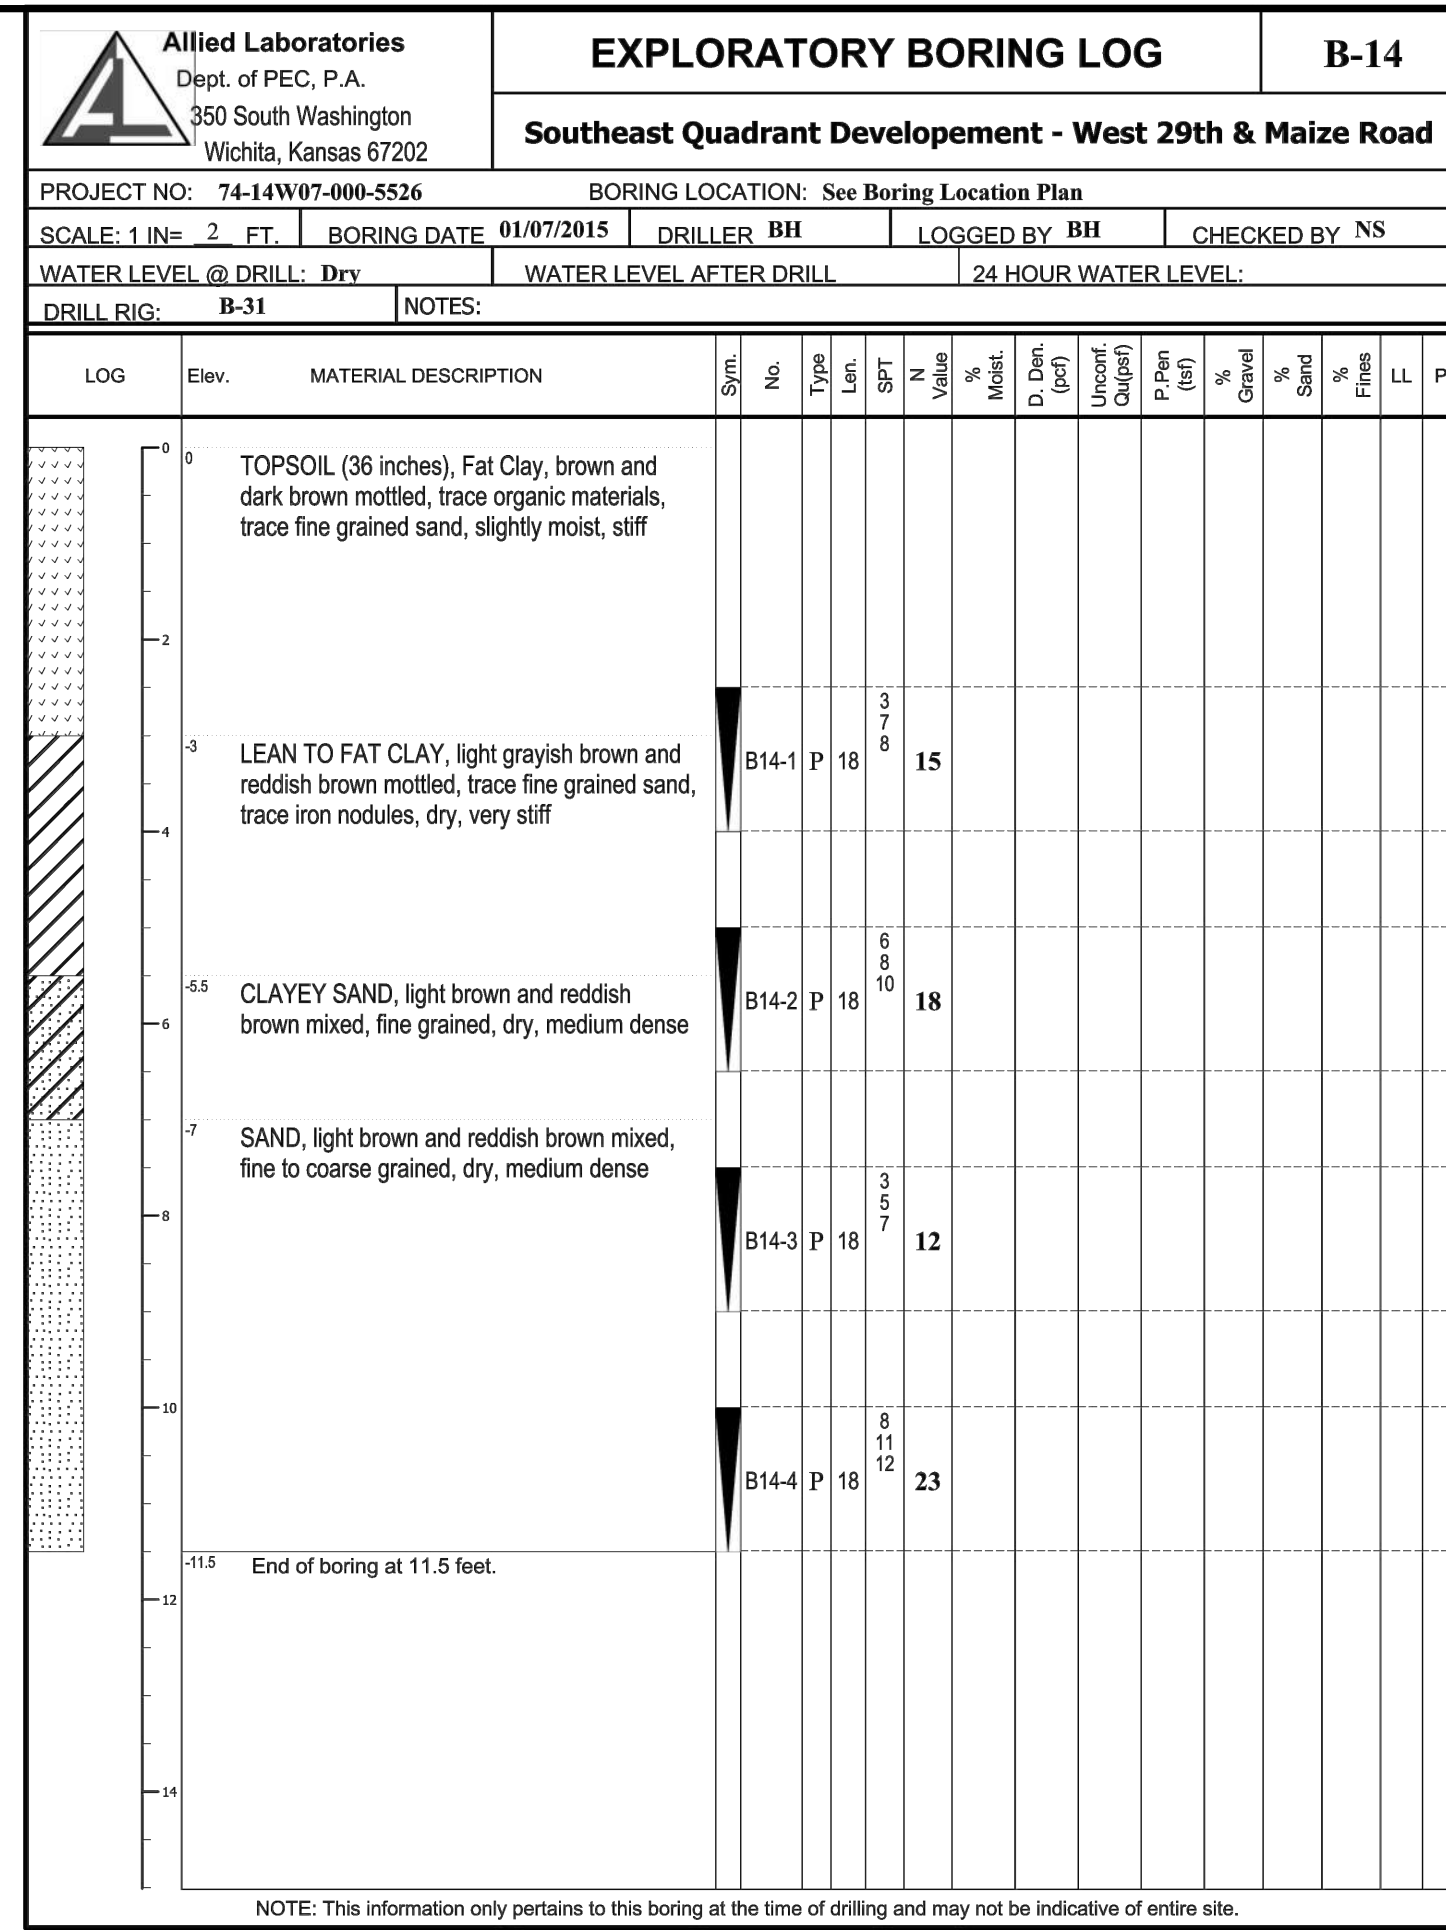 Allied Laboratories
Dept. of PEC, P.A.
350 South Washington
Wichita, Kansas 67202
EXPLORATORY BORING LOG
B-14
Southeast Quadrant Developement - West 29th & Maize Road
PROJECT NO: 74-14W07-000-5526 BORING LOCATION: See Boring Location Plan
SCALE: 1 IN= 2 FT. BORING DATE 01/07/2015 DRILLER BH LOGGED BY BH CHECKED BY NS
WATER LEVEL @ DRILL: Dry WATER LEVEL AFTER DRILL 24 HOUR WATER LEVEL:
DRILL RIG: B-31 NOTES:
LOG Elev. MATERIAL DESCRIPTION Sym. No. Type Len. SPT N Value % Moist. D. Den. (pcf) Unconf. Qu(psf) P.Pen (tsf) % Gravel % Sand % Fines LL P
0
0 TOPSOIL (36 inches), Fat Clay, brown and
dark brown mottled, trace organic materials,
trace fine grained sand, slightly moist, stiff
2
3
7
8
-3 LEAN TO FAT CLAY, light grayish brown and
B14-1 P 18 15
reddish brown mottled, trace fine grained sand,
trace iron nodules, dry, very stiff
4
6
8
10
-5.5 CLAYEY SAND, light brown and reddish
B14-2 P 18 18
brown mixed, fine grained, dry, medium dense
6
-7 SAND, light brown and reddish brown mixed,
fine to coarse grained, dry, medium dense
3
5
7
8
B14-3 P 18 12
10
8
11
12
B14-4 P 18 23
-11.5 End of boring at 11.5 feet.
12
14
NOTE: This information only pertains to this boring at the time of drilling and may not be indicative of entire site.